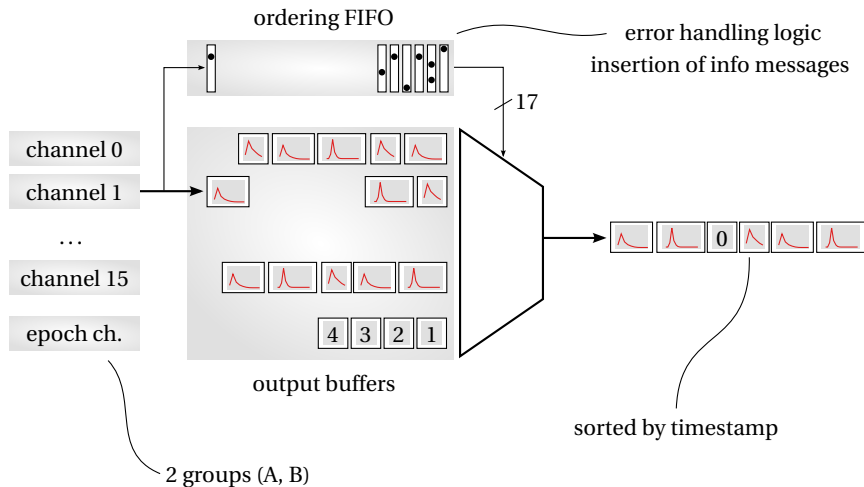 ordering FIFO
error handling logic
insertion of info messages
17
channel 0
channel 1
...
channel 15
epoch ch.
0
4 3 2 1
output buffers
sorted by timestamp
2 groups (A, B)